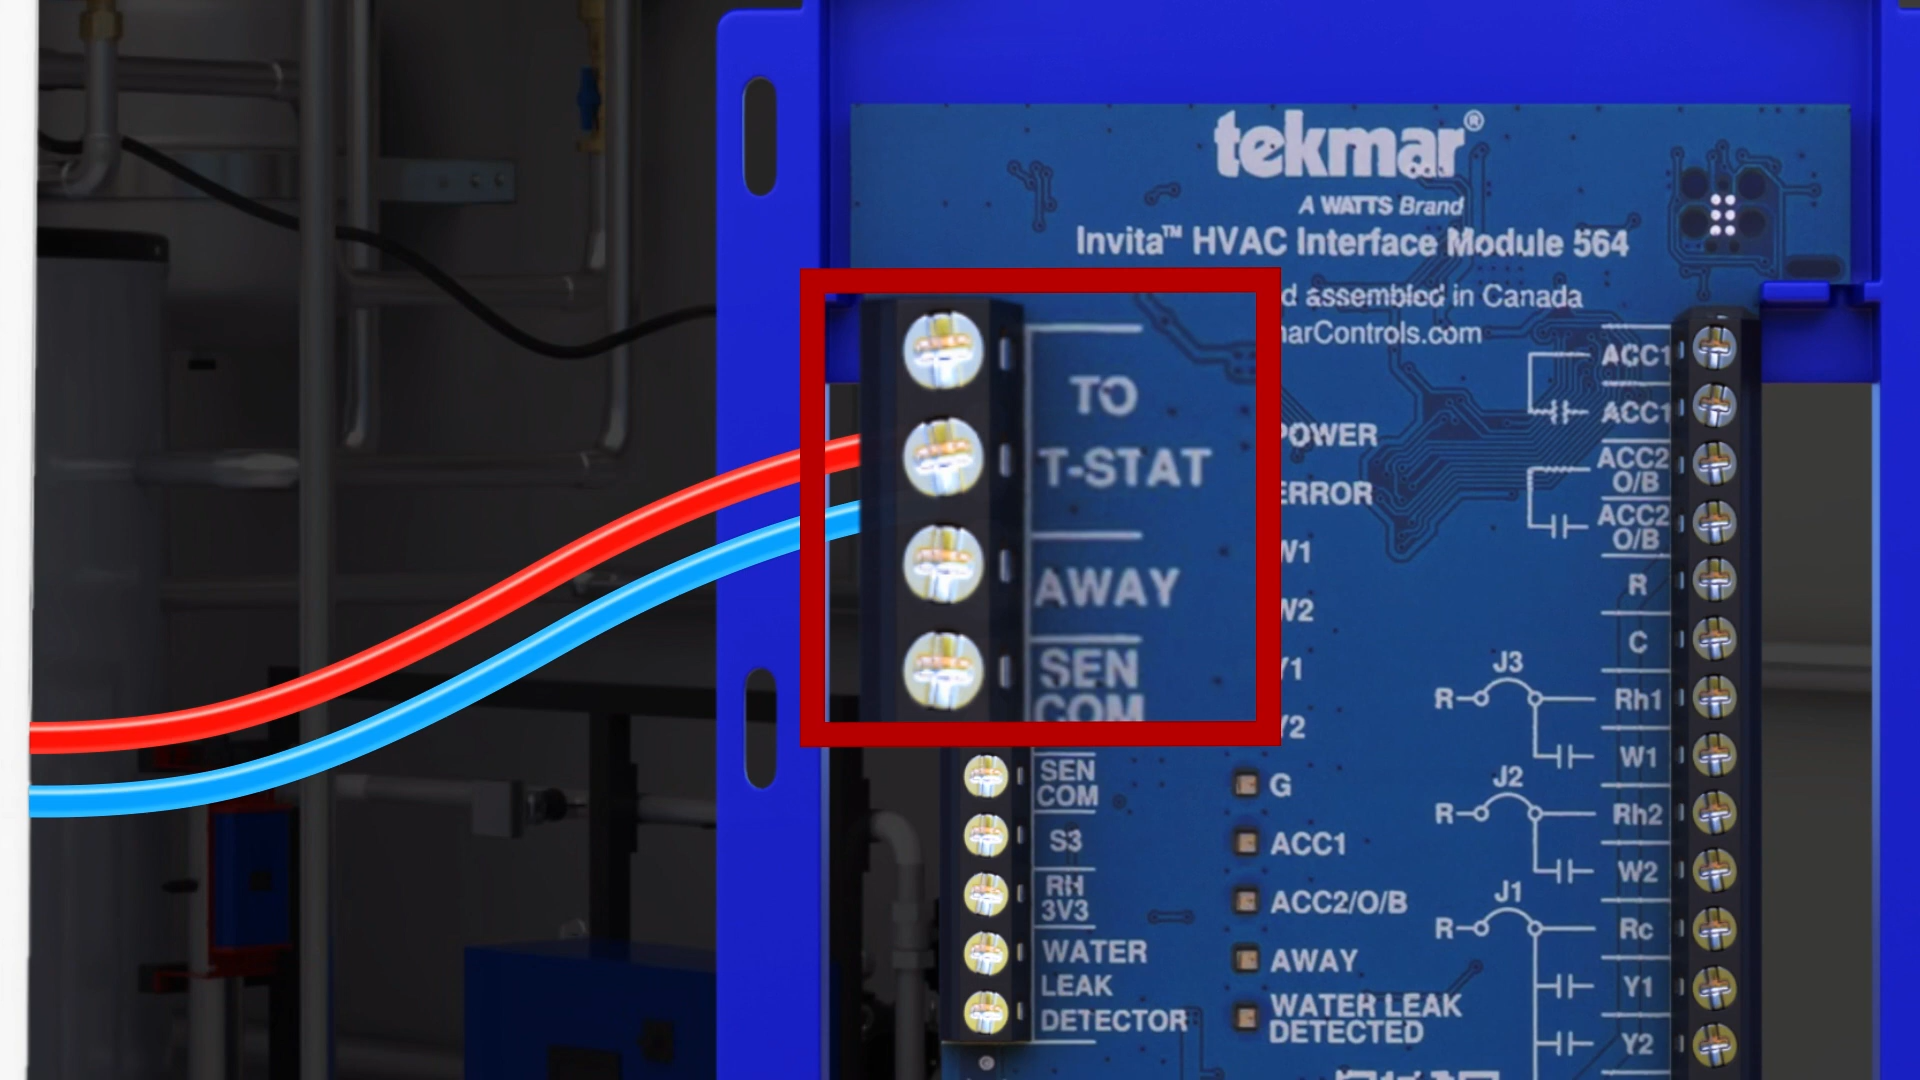 tekmar®
A WATTS Brand
Invita™ HVAC Interface Module 564
d assembled in Canada
marControls.com
TO
T-STAT
AWAY
SEN
COM
SEN
COM
S3
RH
3V3
WATER
LEAK
DETECTOR
POWER
ERROR
W1
W2
Y1
Y2
G
ACC1
ACC2/O/B
AWAY
WATER LEAK
DETECTED
ACC1
ACC1
ACC2
O/B
ACC2
O/B
R
C
J3
R
Rh1
W1
J2
R
Rh2
W2
J1
R
Rc
Y1
Y2